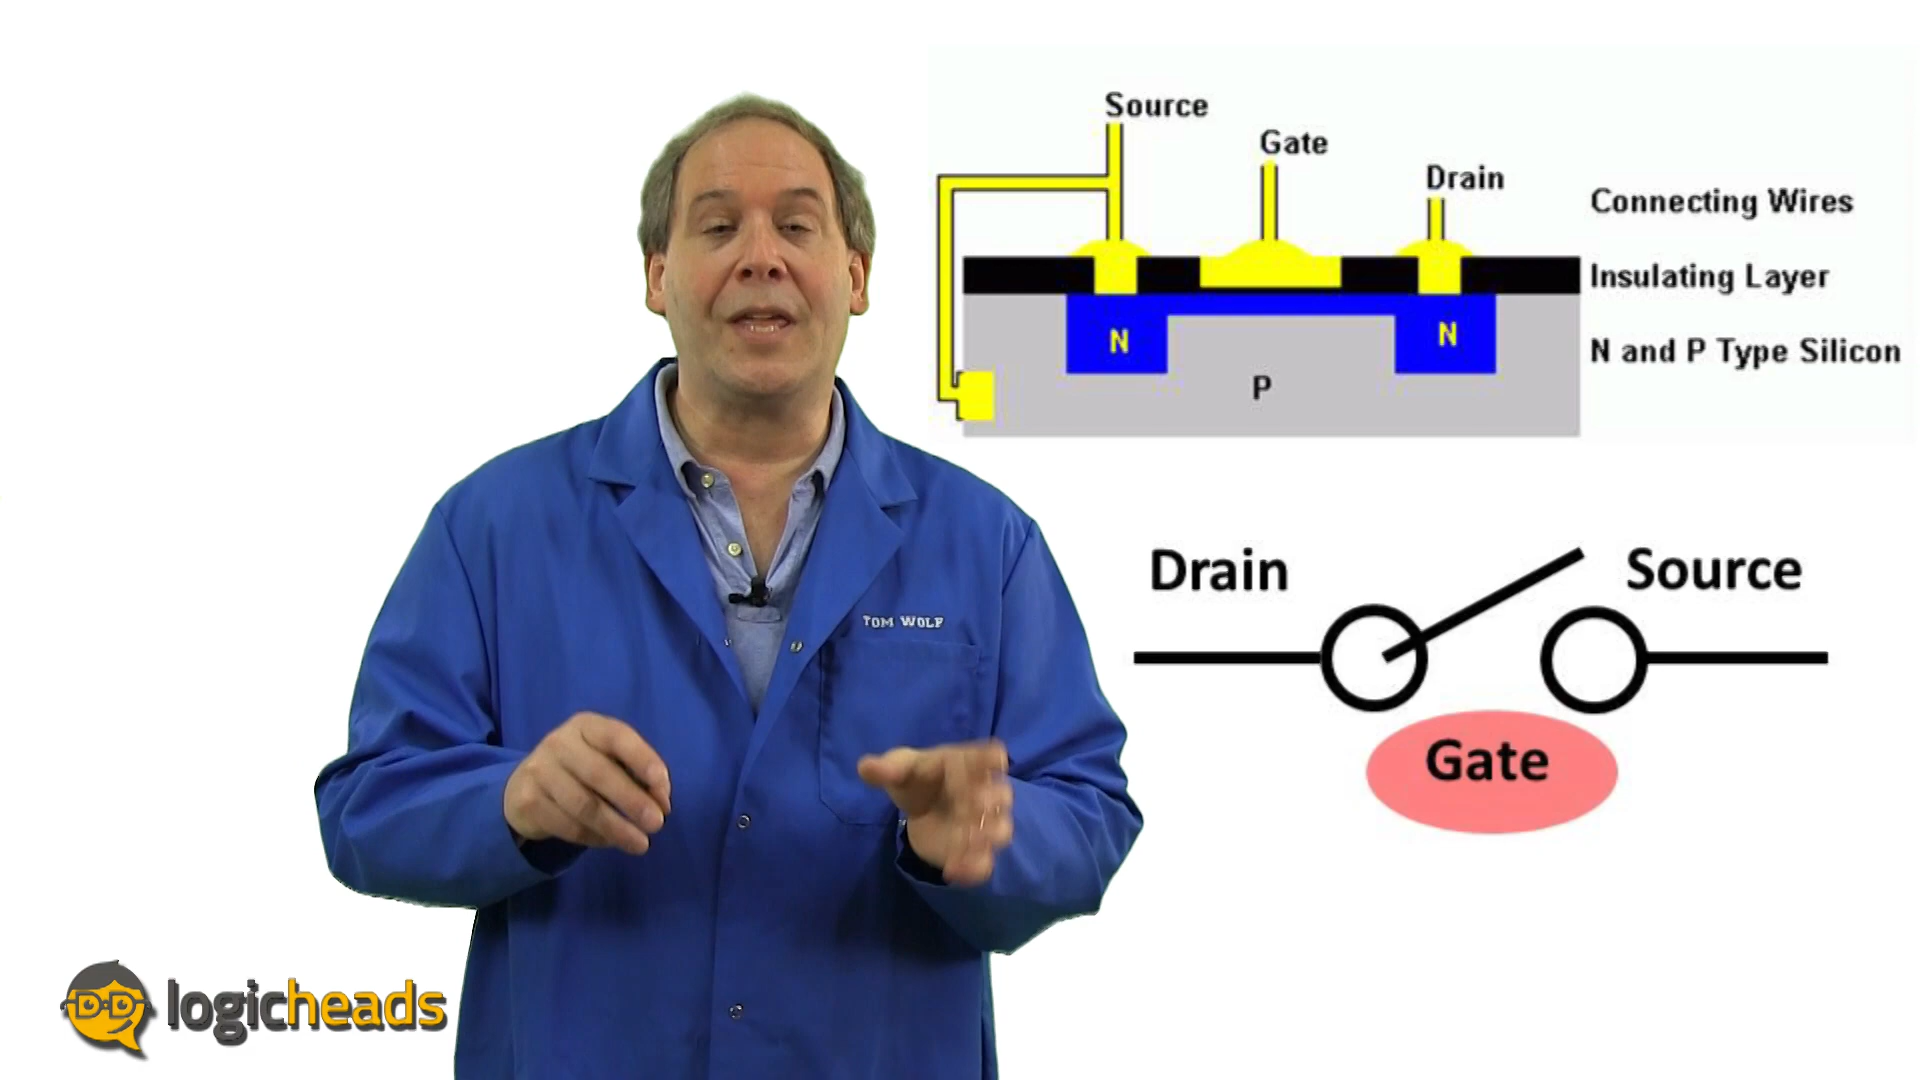 Source
Gate
Drain
Connecting Wires
Insulating Layer
N and P Type Silicon
N
N
P
Drain
Source
Gate
TOM WOLF
logicheads